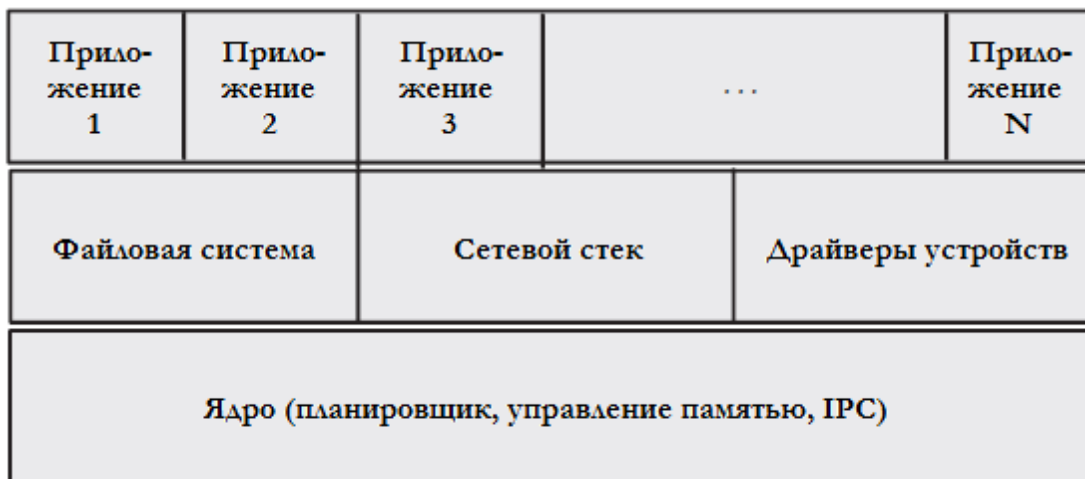 Прило-
жение
1
Прило-
жение
2
Прило-
жение
3
...
Прило-
жение
N
Файловая система
Сетевой стек
Драйверы устройств
Ядро (планировщик, управление памятью, IPC)